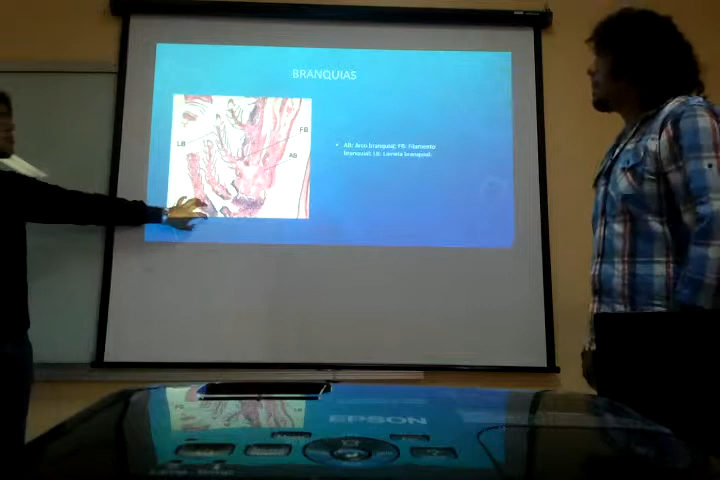 BRANQUIAS
FB
LB
AB
• AB: Arco branquial; FB: Filamento
branquial; LB: Lamela branquial.
EPSON